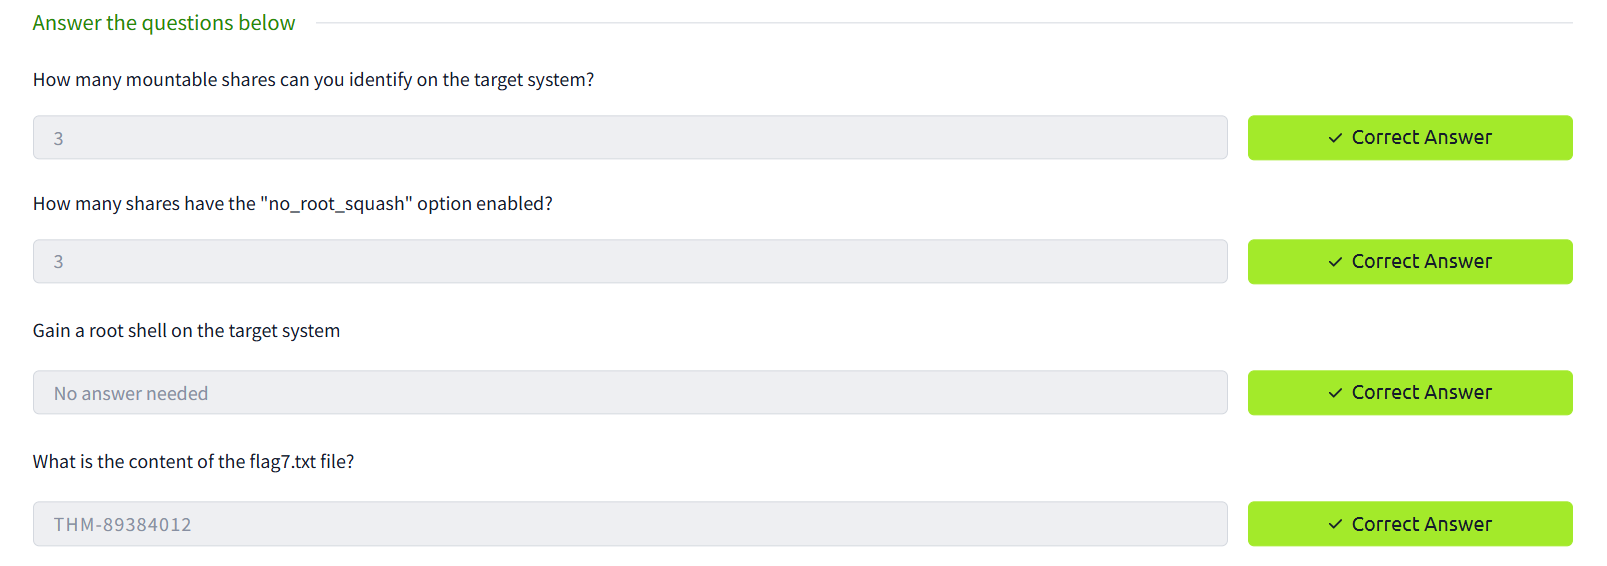 Answer the questions below
How many mountable shares can you identify on the target system?
3
✓ Correct Answer
How many shares have the "no_root_squash" option enabled?
3
✓ Correct Answer
Gain a root shell on the target system
No answer needed
✓ Correct Answer
What is the content of the flag7.txt file?
THM-89384012
✓ Correct Answer